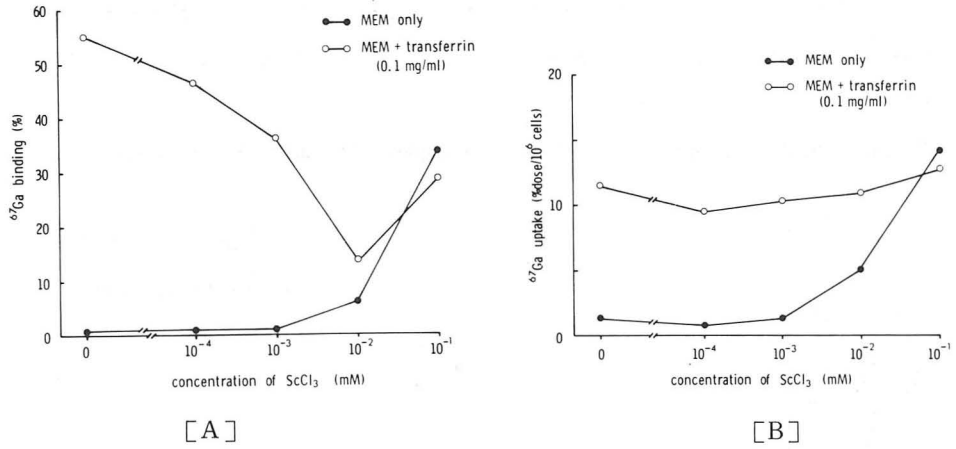 60
50
40
30
20
10
0
⁶⁷Ga binding (%)
MEM only
MEM + transferrin
(0.1 mg/ml)
0
10⁻⁴
10⁻³
10⁻²
10⁻¹
concentration of ScCl₃ (mM)
[A]
20
10
0
⁶⁷Ga uptake (%dose/10⁶ cells)
MEM only
MEM + transferrin
(0.1 mg/ml)
0
10⁻⁴
10⁻³
10⁻²
10⁻¹
concentration of ScCl₃ (mM)
[B]